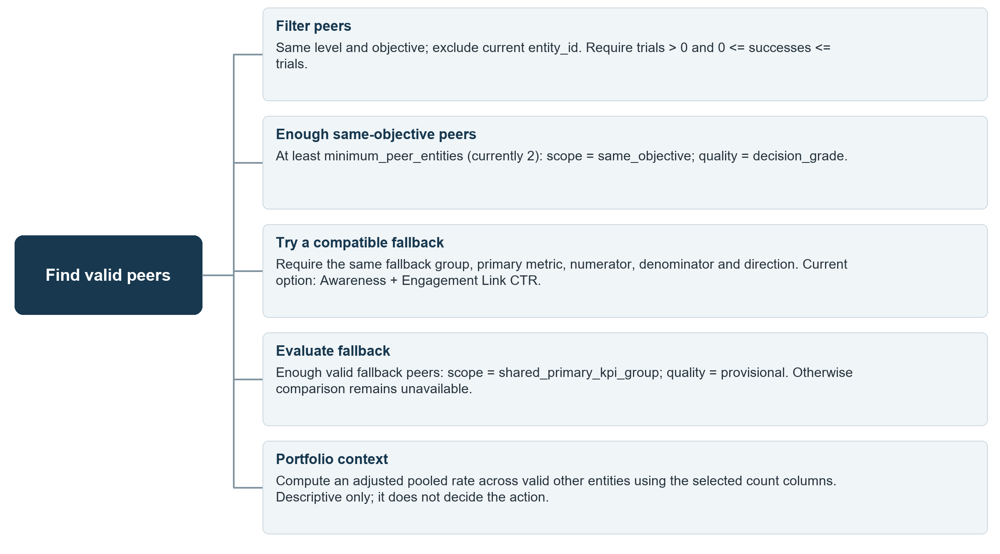 Filter peers
Same level and objective; exclude current entity_id. Require trials > 0 and 0 <= successes <=
trials.
Enough same-objective peers
At least minimum_peer_entities (currently 2): scope = same_objective; quality = decision_grade.
Try a compatible fallback
Require the same fallback group, primary metric, numerator, denominator and direction. Current
option: Awareness + Engagement Link CTR.
Find valid peers
Evaluate fallback
Enough valid fallback peers: scope = shared_primary_kpi_group; quality = provisional. Otherwise
comparison remains unavailable.
Portfolio context
Compute an adjusted pooled rate across valid other entities using the selected count columns.
Descriptive only; it does not decide the action.